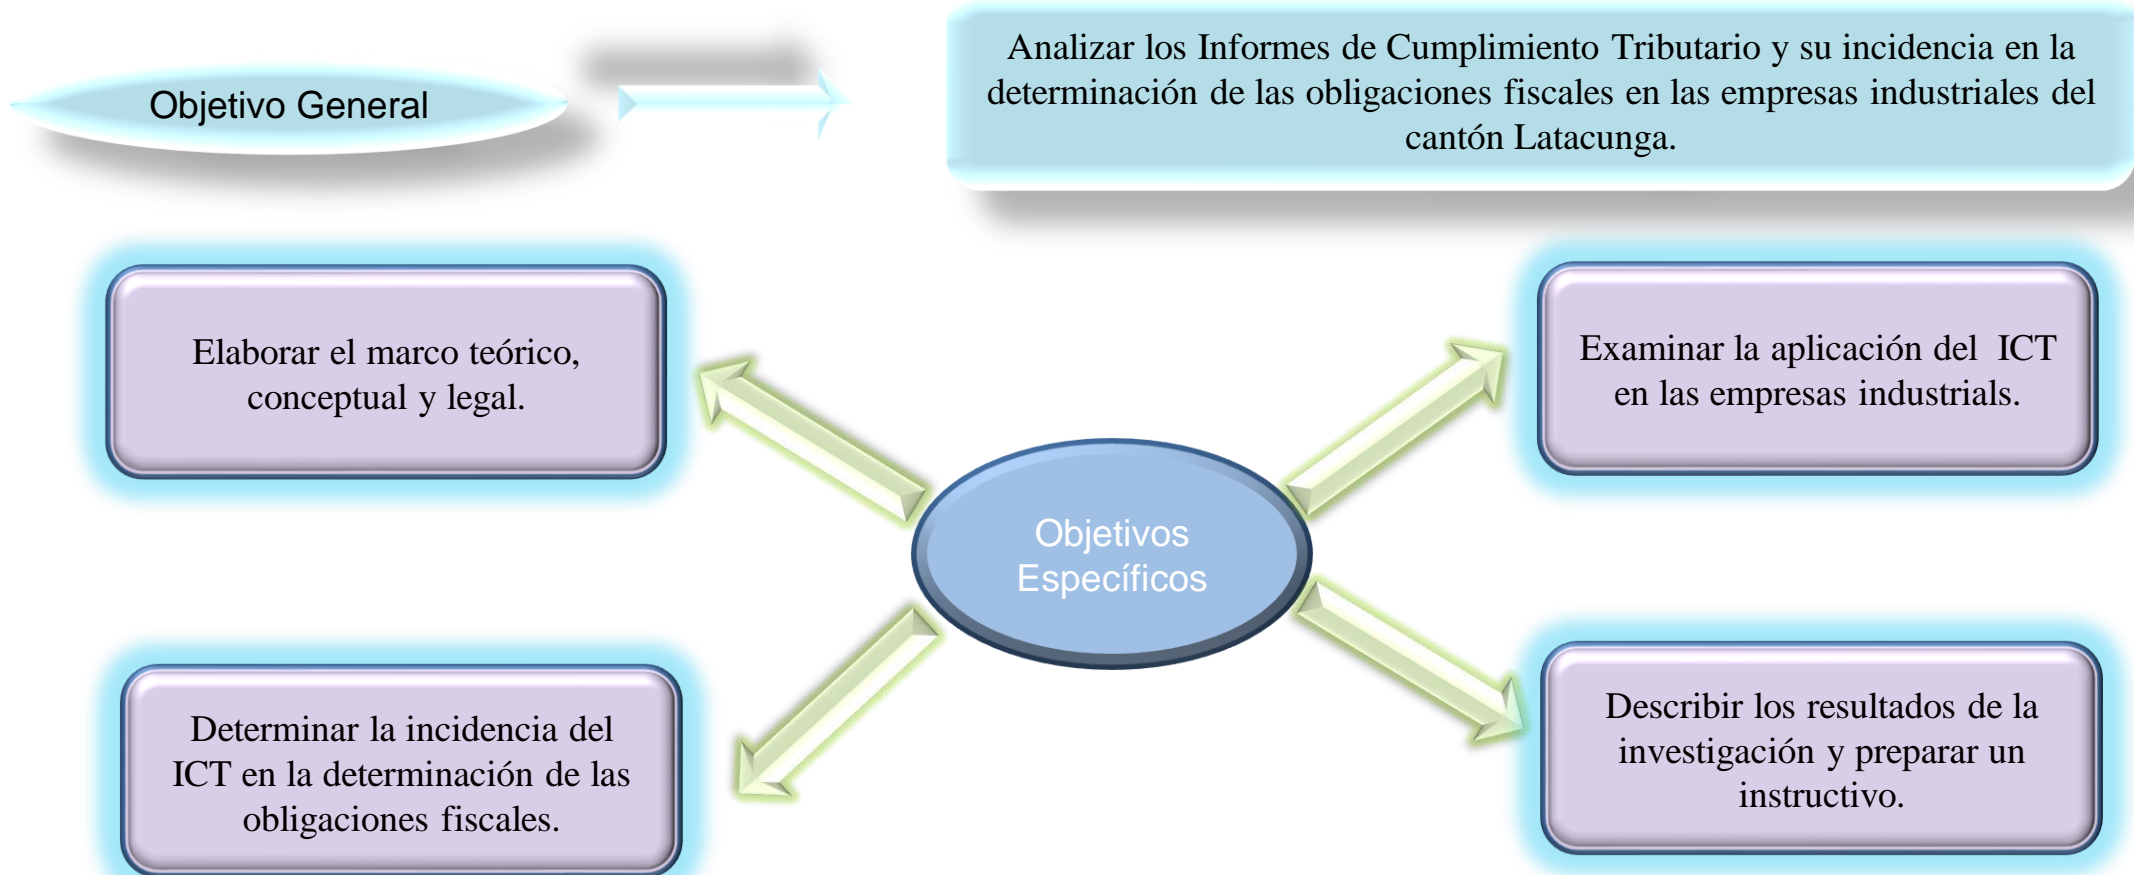 Objetivo General
Analizar los Informes de Cumplimiento Tributario y su incidencia en la
determinación de las obligaciones fiscales en las empresas industriales del
cantón Latacunga.
Elaborar el marco teórico,
conceptual y legal.
Examinar la aplicación del ICT
en las empresas industrials.
Objetivos
Específicos
Determinar la incidencia del
ICT en la determinación de las
obligaciones fiscales.
Describir los resultados de la
investigación y preparar un
instructivo.